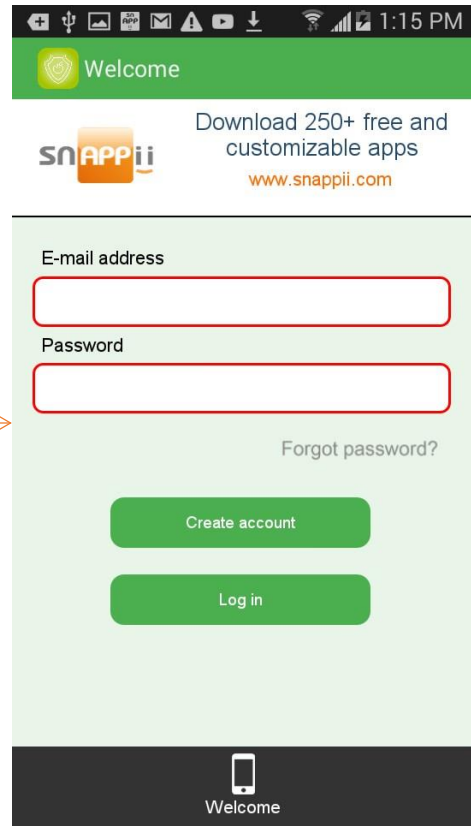 1:15 PM
Welcome
snappii
Download 250+ free and
customizable apps
www.snappii.com
E-mail address
Password
Forgot password?
Create account
Log in
Welcome